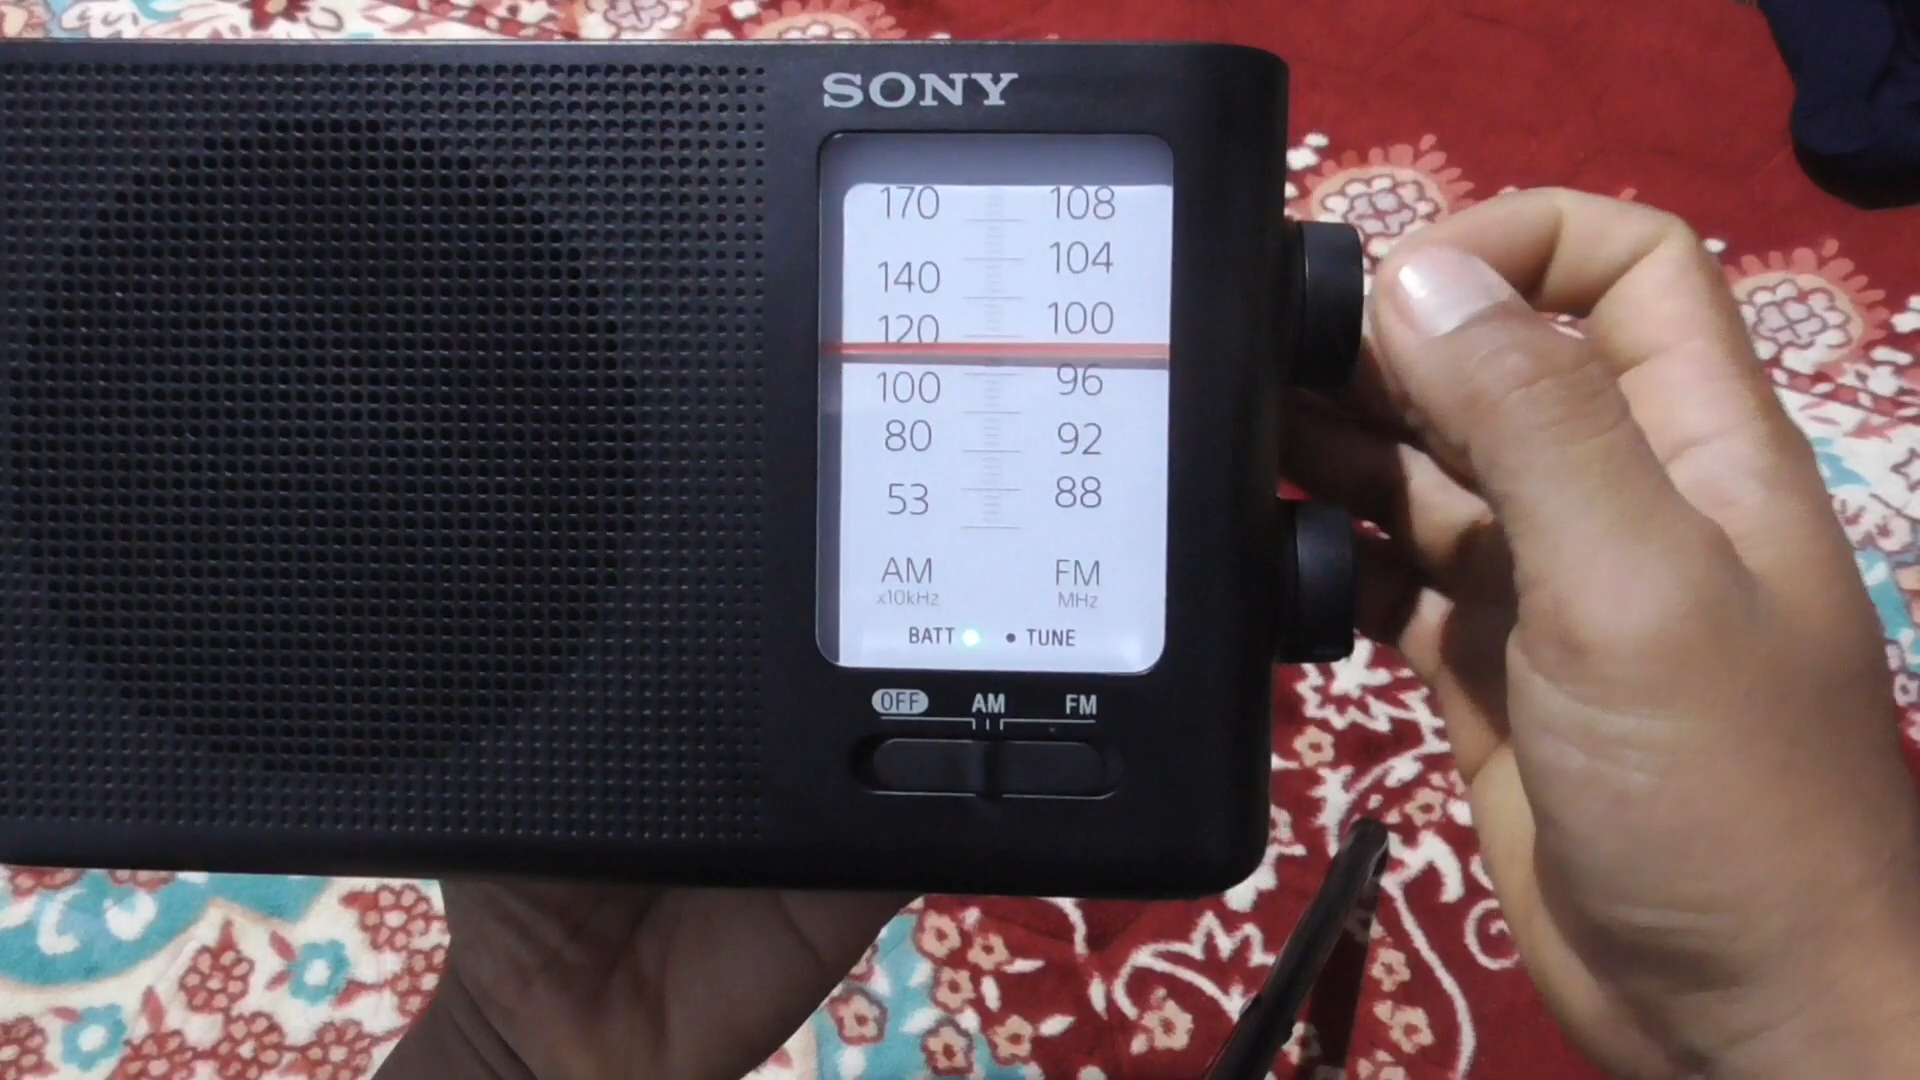 SONY
170 108
140 104
120 100
100 96
80 92
53 88
AM FM
x10kHz MHz
BATT TUNE
OFF AM FM